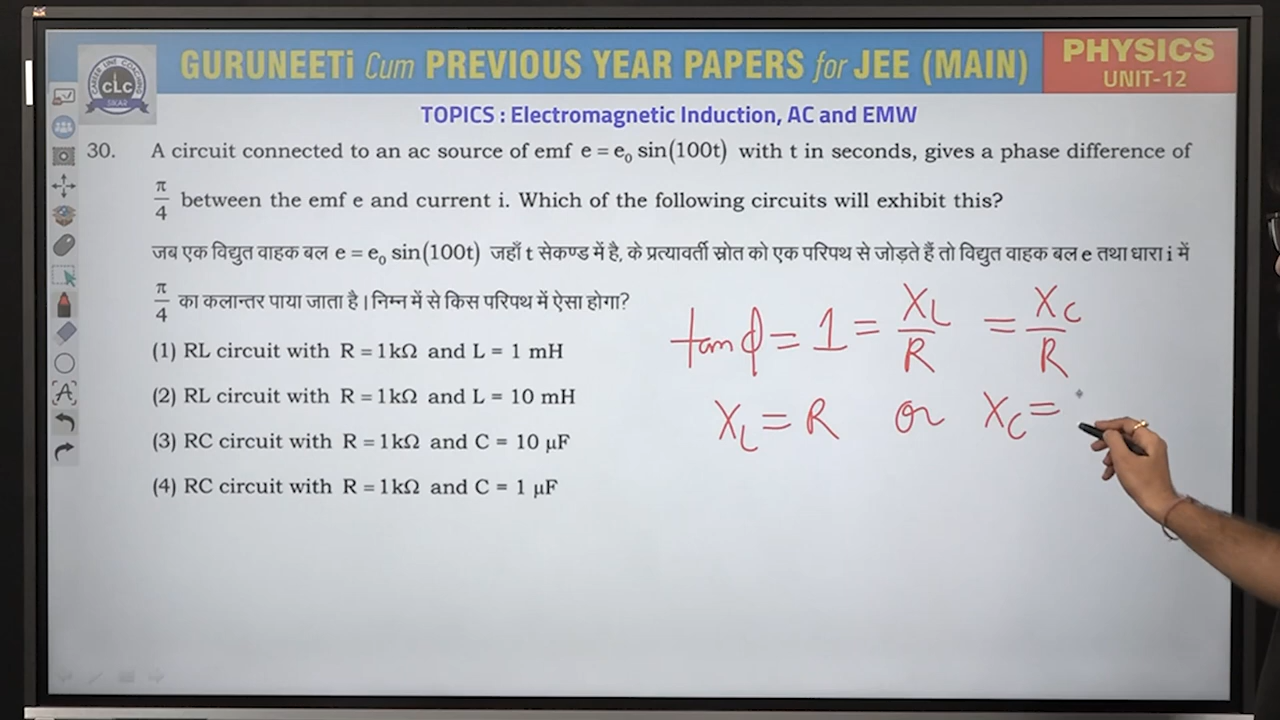 GURUNEETi Cum PREVIOUS YEAR PAPERS for JEE (MAIN)
PHYSICS
UNIT-12
CLC
SIKAR
TOPICS : Electromagnetic Induction, AC and EMW
30. A circuit connected to an ac source of emf e = e₀ sin(100t) with t in seconds, gives a phase difference of
π/4 between the emf e and current i. Which of the following circuits will exhibit this?
जब एक विद्युत वाहक बल e = e₀ sin(100t) जहाँ t सेकण्ड में है, के प्रत्यावर्ती स्रोत को एक परिपथ से जोड़ते हैं तो विद्युत वाहक बल e तथा धारा i में
π/4 का कलान्तर पाया जाता है। निम्न में से किस परिपथ में ऐसा होगा?
(1) RL circuit with R = 1kΩ and L = 1 mH
(2) RL circuit with R = 1kΩ and L = 10 mH
(3) RC circuit with R = 1kΩ and C = 10 μF
(4) RC circuit with R = 1kΩ and C = 1 μF
tan ϕ = 1 = X_L/R = X_C/R
X_L = R or X_C =